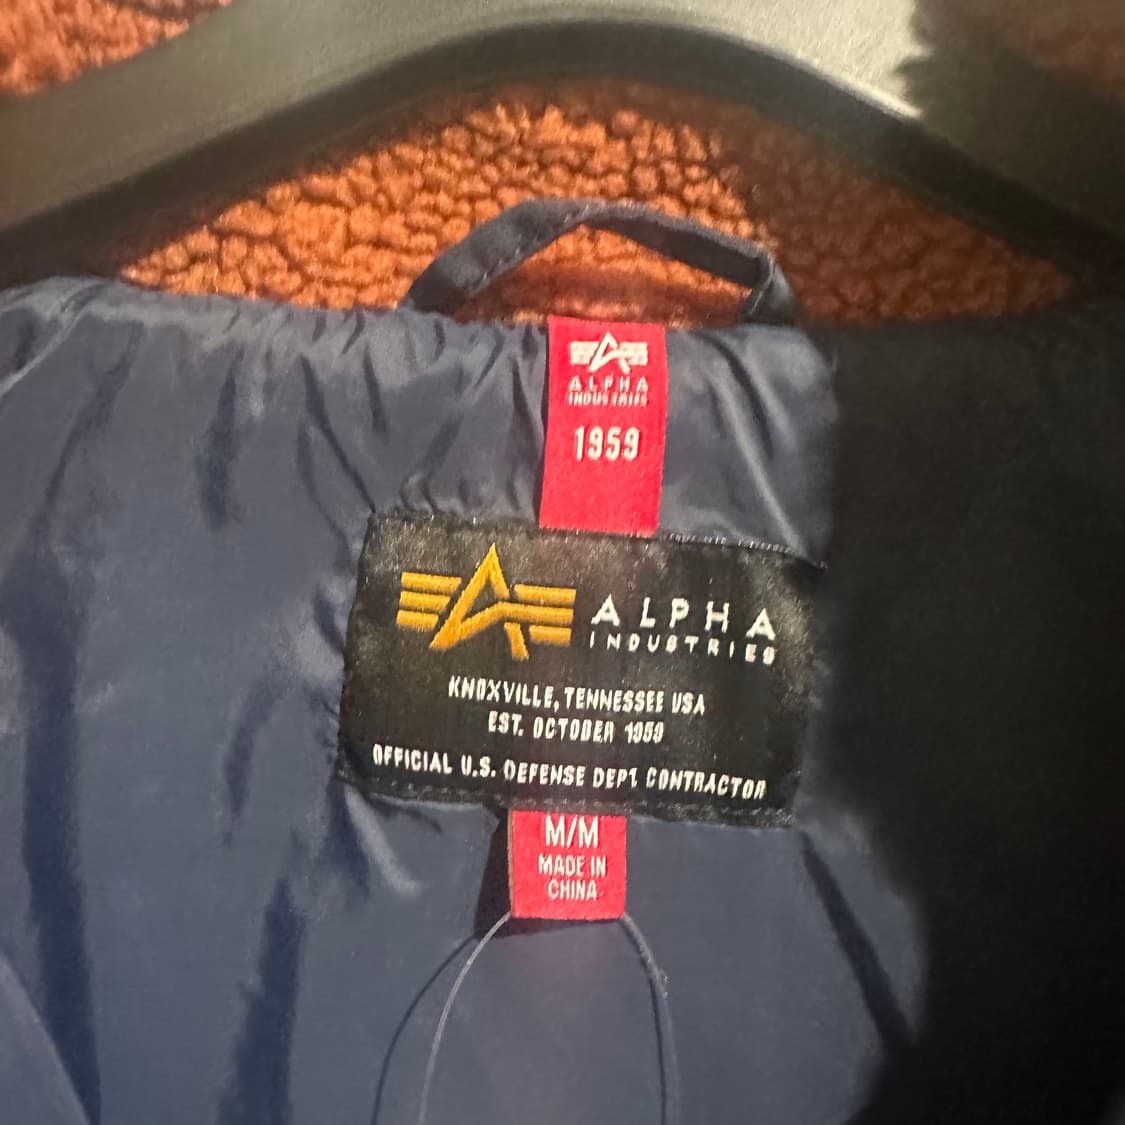 ALPHA
INDUSTRIES
1959
ALPHA
INDUSTRIES
KNOXVILLE, TENNESSEE USA
EST. OCTOBER 1959
OFFICIAL U.S. DEFENSE DEPT. CONTRACTOR
M/M
MADE IN
CHINA